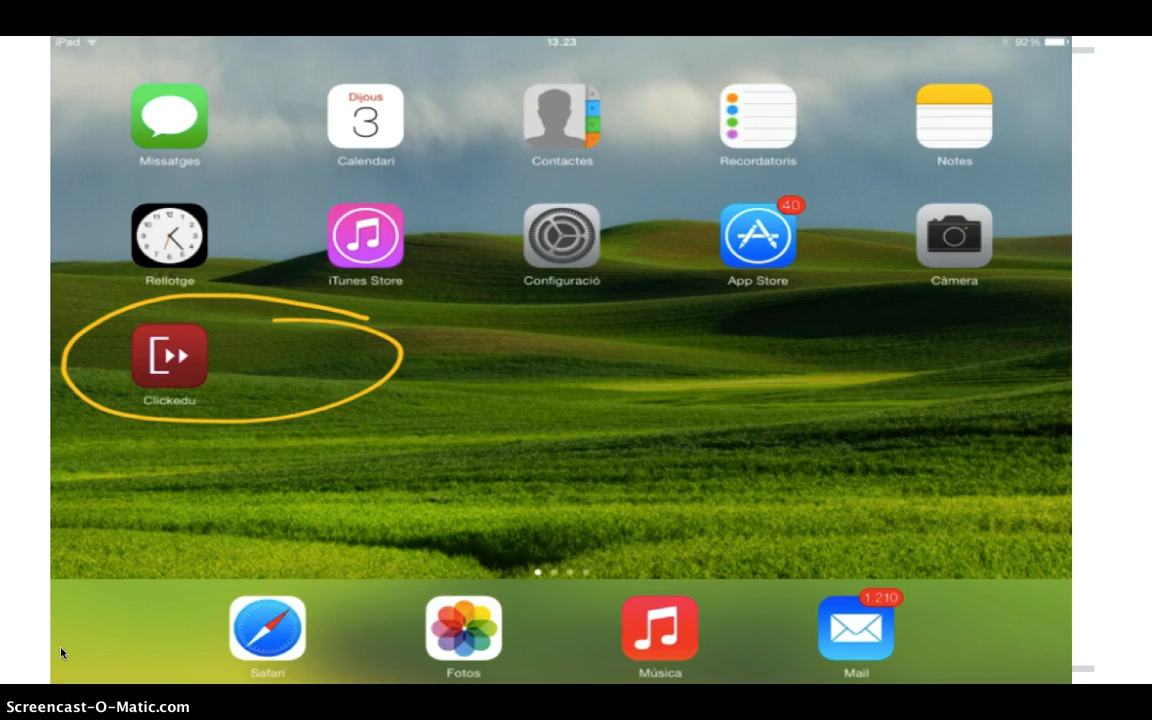 iPad 13.23 92%
Dijous
3
Missatges Calendari Contactes Recordatoris Notes
40
Rellotge iTunes Store Configuració App Store Càmera
Clickedu
1.210
Safari Fotos Música Mail
Screencast-O-Matic.com